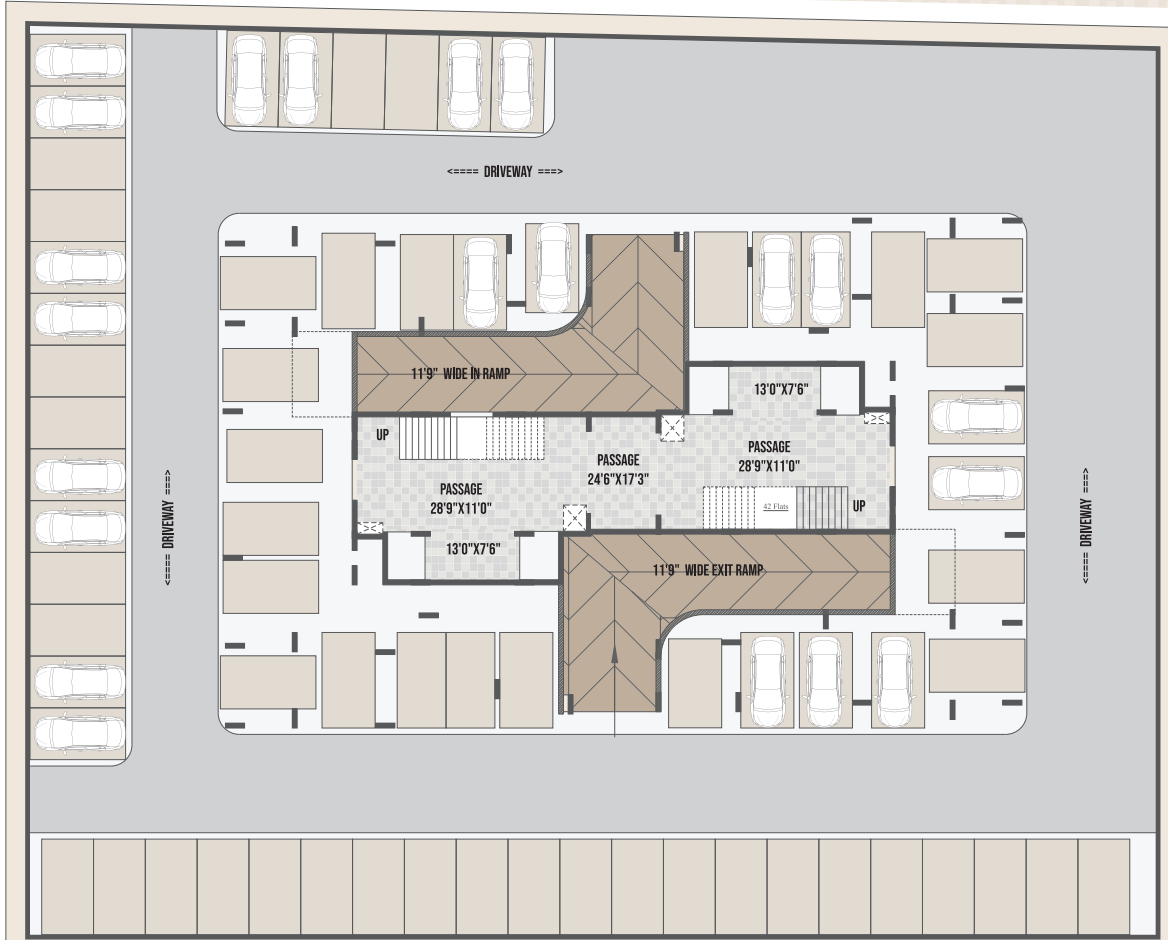 <==== DRIVEWAY ===>
11'9" WIDE IN RAMP
13'0"X7'6"
UP
PASSAGE
24'6"X17'3"
PASSAGE
28'9"X11'0"
PASSAGE
28'9"X11'0"
42 Flats
UP
13'0"X7'6"
11'9" WIDE EXIT RAMP
<==== DRIVEWAY ===>
<==== DRIVEWAY ===>